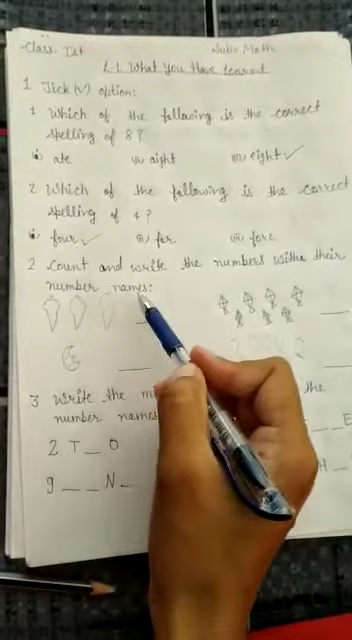 Class- Ist Sub:- Math
L-1 What You Have Learnt
1 Tick (✓) option:
1 Which of the following is the correct
spelling of 8?
(i) ate (ii) aight (iii) eight ✓
2 Which of the following is the correct
spelling of 4?
(i) four ✓ (ii) for (iii) fore
2 Count and write the numbers withe their
number names:
3 Write the the
number names
2 T _ O _ _ E
9 _ _ N _ H _